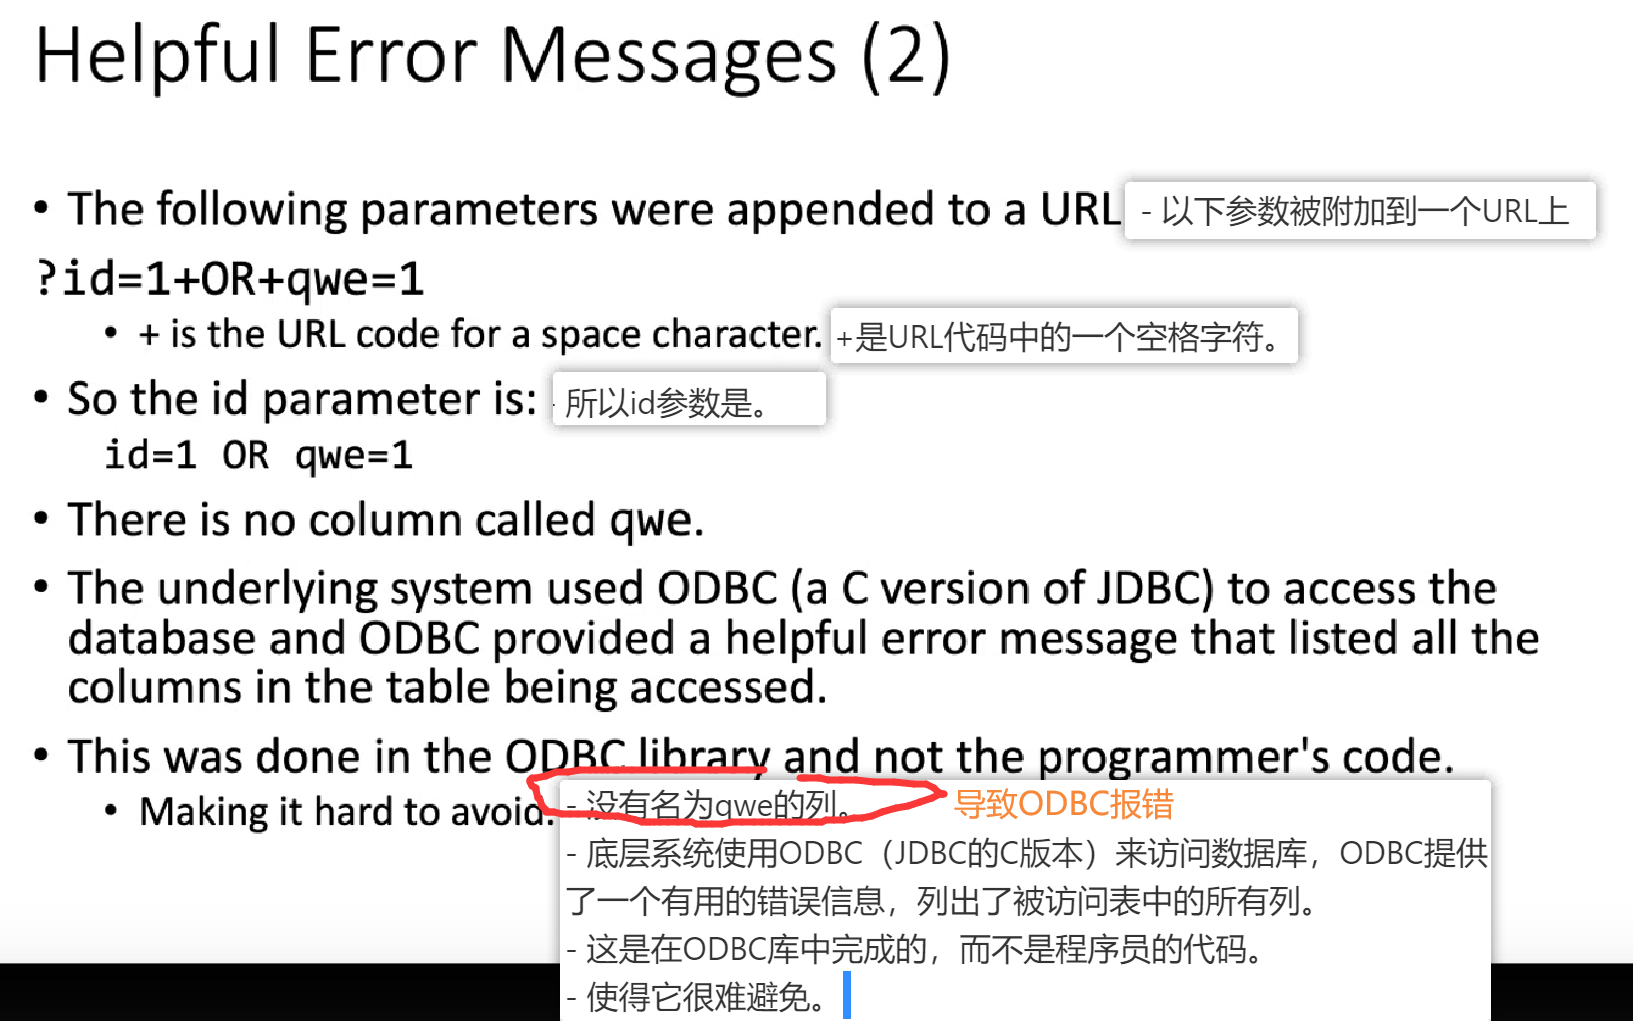 Helpful Error Messages (2)
• The following parameters were appended to a URL - 以下参数被附加到一个URL上
?id=1+OR+qwe=1
• + is the URL code for a space character. +是URL代码中的一个空格字符。
• So the id parameter is: - 所以id参数是。
id=1 OR qwe=1
• There is no column called qwe.
• The underlying system used ODBC (a C version of JDBC) to access the
database and ODBC provided a helpful error message that listed all the
columns in the table being accessed.
• This was done in the ODBC library and not the programmer's code.
• Making it hard to avoid.
- 没有名为qwe的列。 导致ODBC报错
- 底层系统使用ODBC（JDBC的C版本）来访问数据库，ODBC提供
了一个有用的错误信息，列出了被访问表中的所有列。
- 这是在ODBC库中完成的，而不是程序员的代码。
- 使得它很难避免。